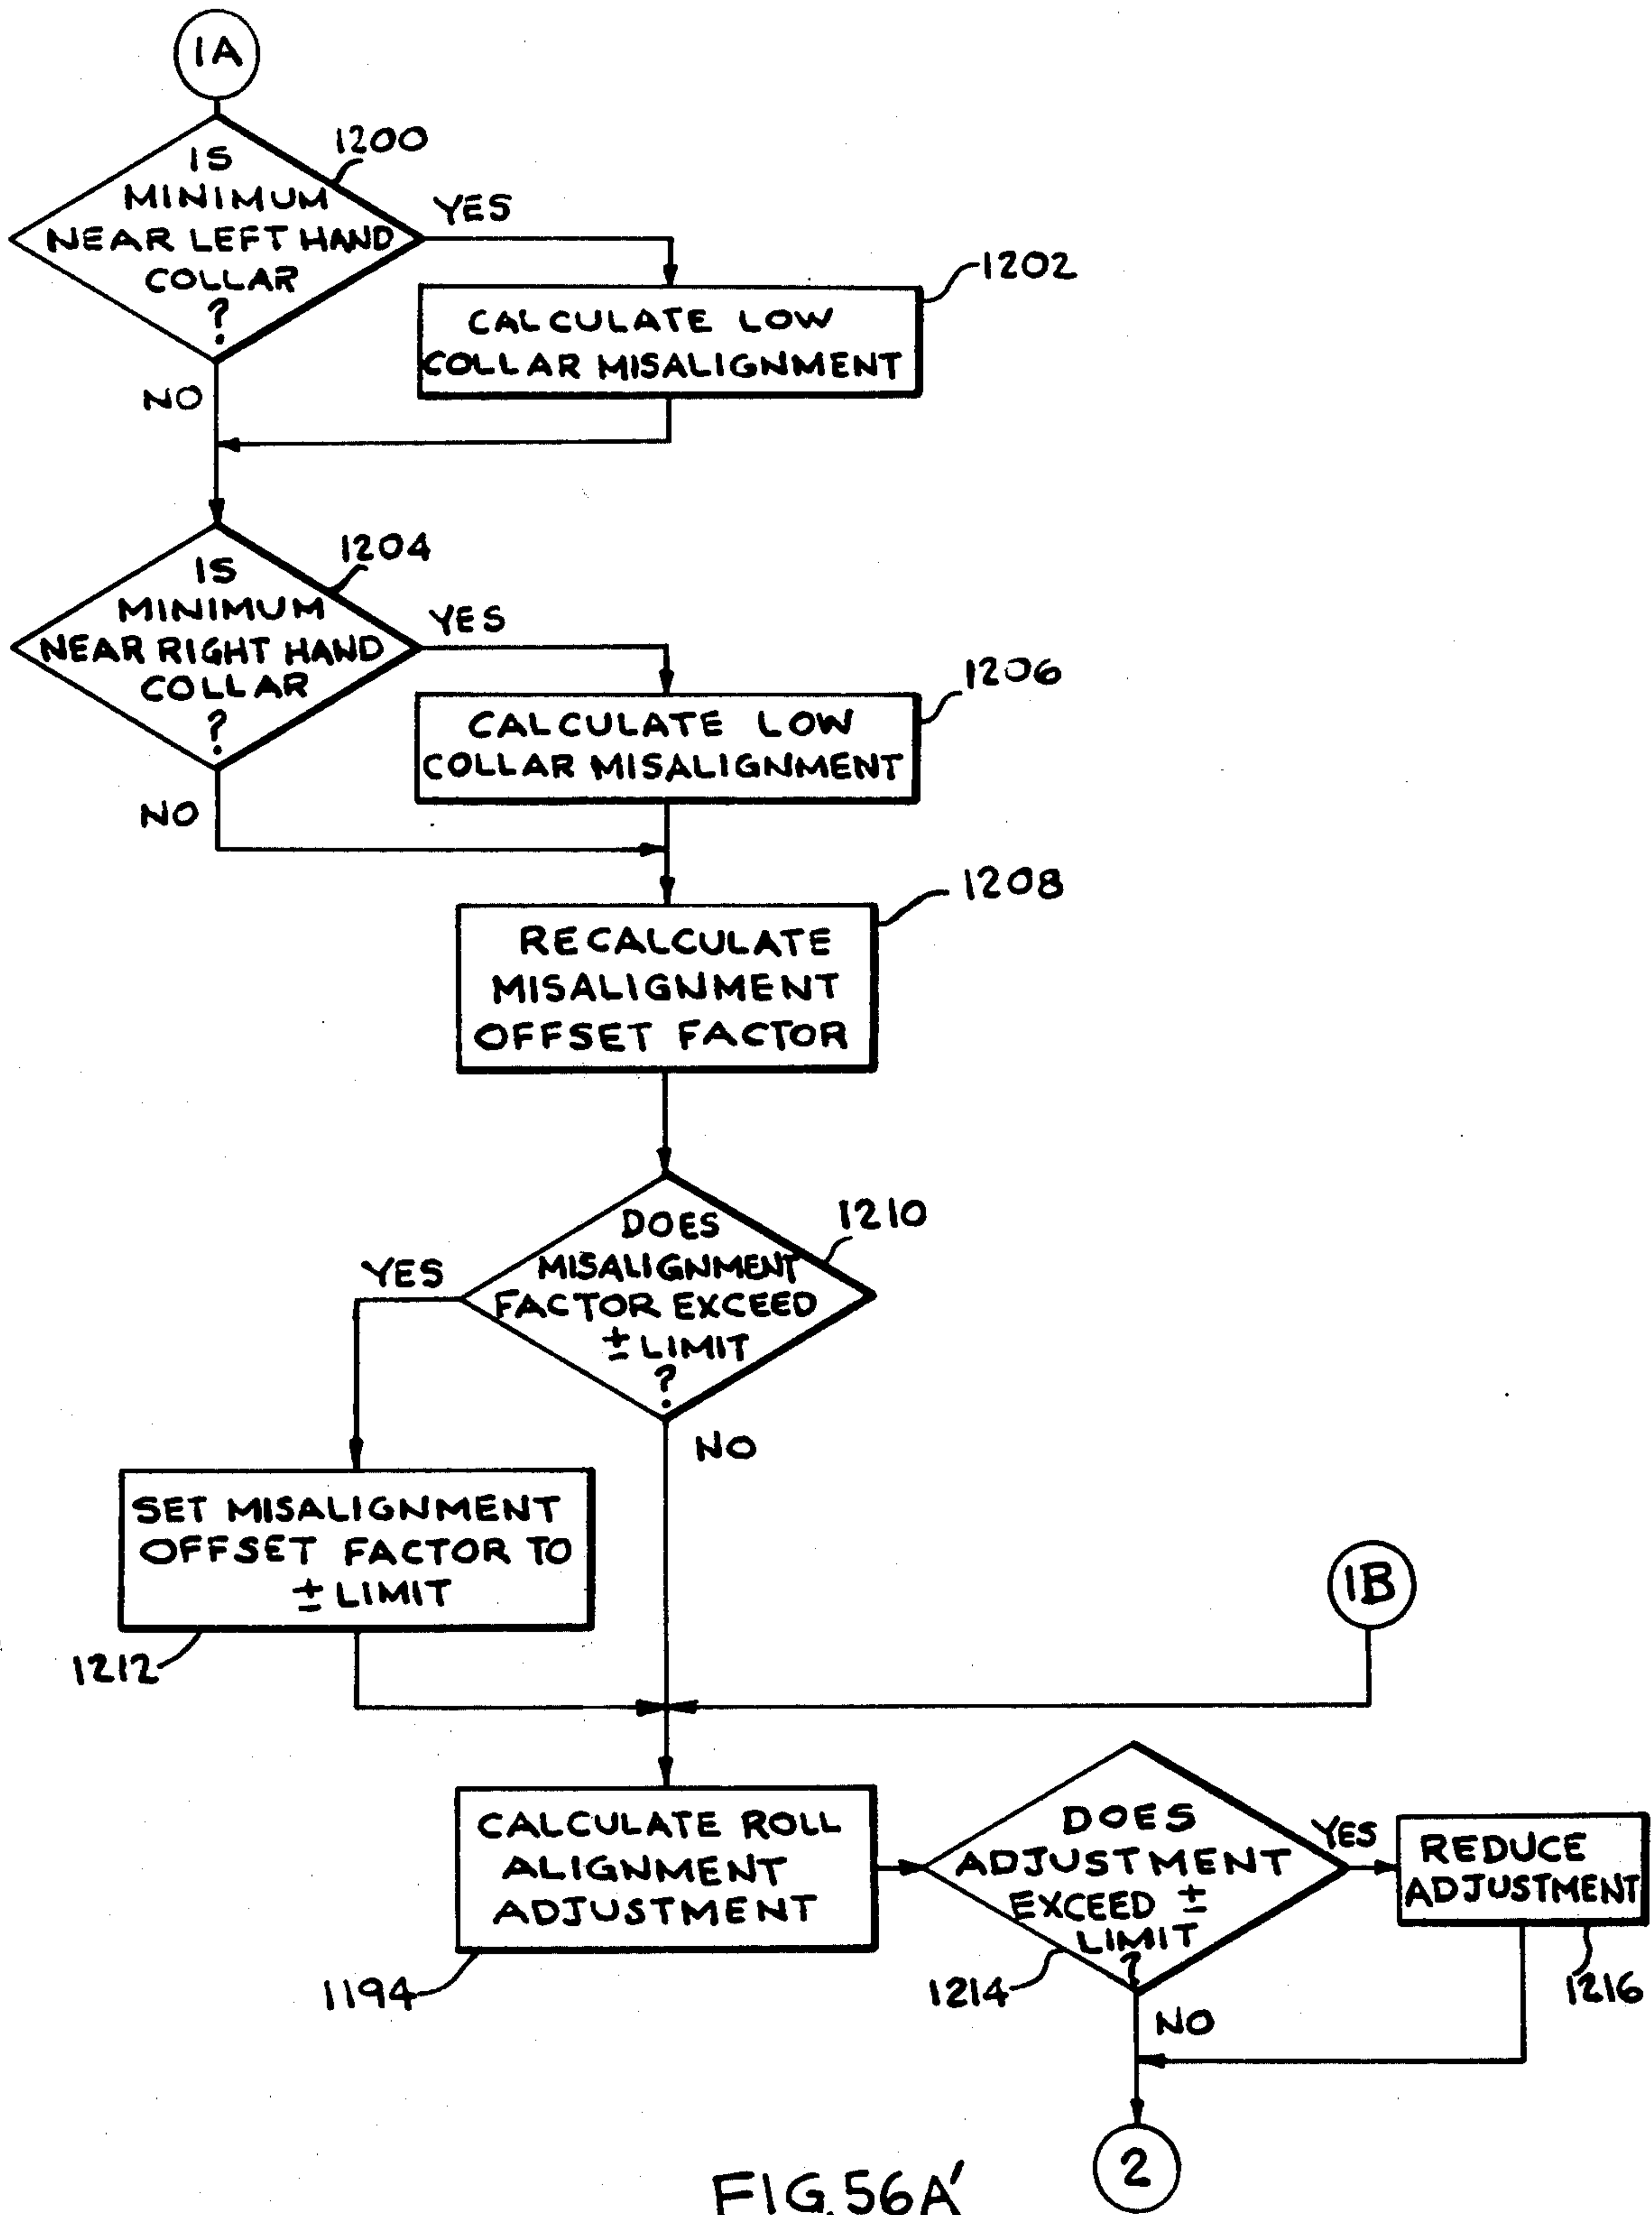 1A
1200
IS
MINIMUM
NEAR LEFT HAND
COLLAR
?
YES
NO
1202
CALCULATE LOW
COLLAR MISALIGNMENT
1204
IS
MINIMUM
NEAR RIGHT HAND
COLLAR
?
YES
NO
1206
CALCULATE LOW
COLLAR MISALIGNMENT
1208
RECALCULATE
MISALIGNMENT
OFFSET FACTOR
1210
DOES
MISALIGNMENT
FACTOR EXCEED
± LIMIT
?
YES
NO
SET MISALIGNMENT
OFFSET FACTOR TO
± LIMIT
1212
1B
CALCULATE ROLL
ALIGNMENT
ADJUSTMENT
1194
DOES
ADJUSTMENT
EXCEED ±
LIMIT
?
1214
YES
NO
REDUCE
ADJUSTMENT
1216
2
FIG. 56A'